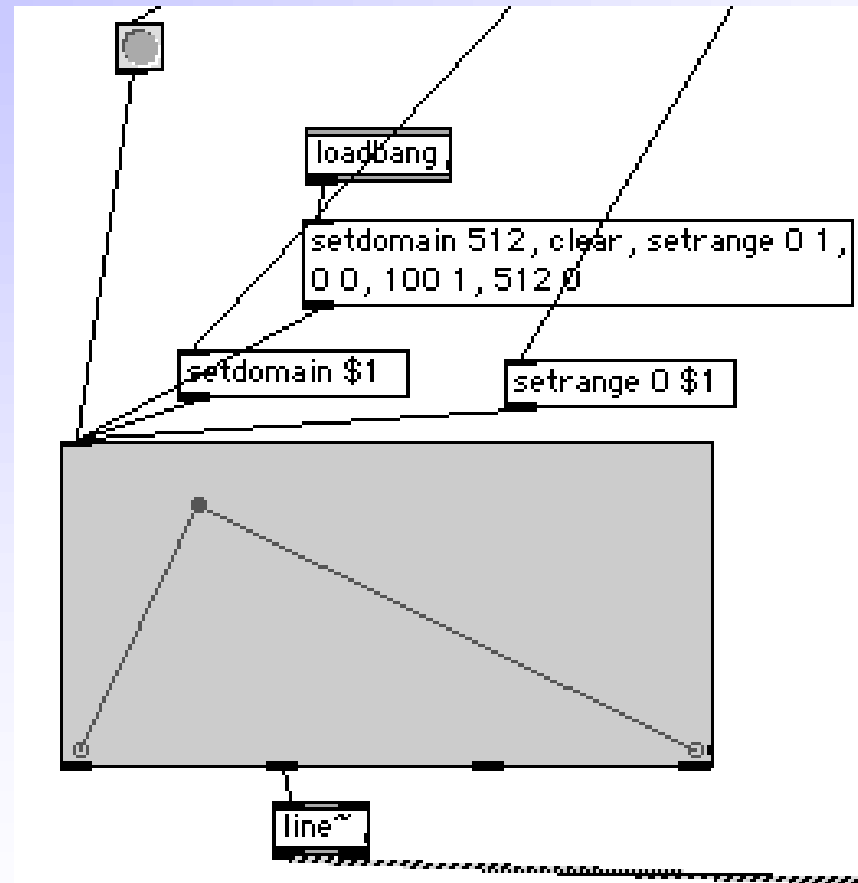 loadbang
setdomain 512, clear, setrange 0 1,
0 0, 100 1, 512 0
setdomain $1
setrange 0 $1
line~